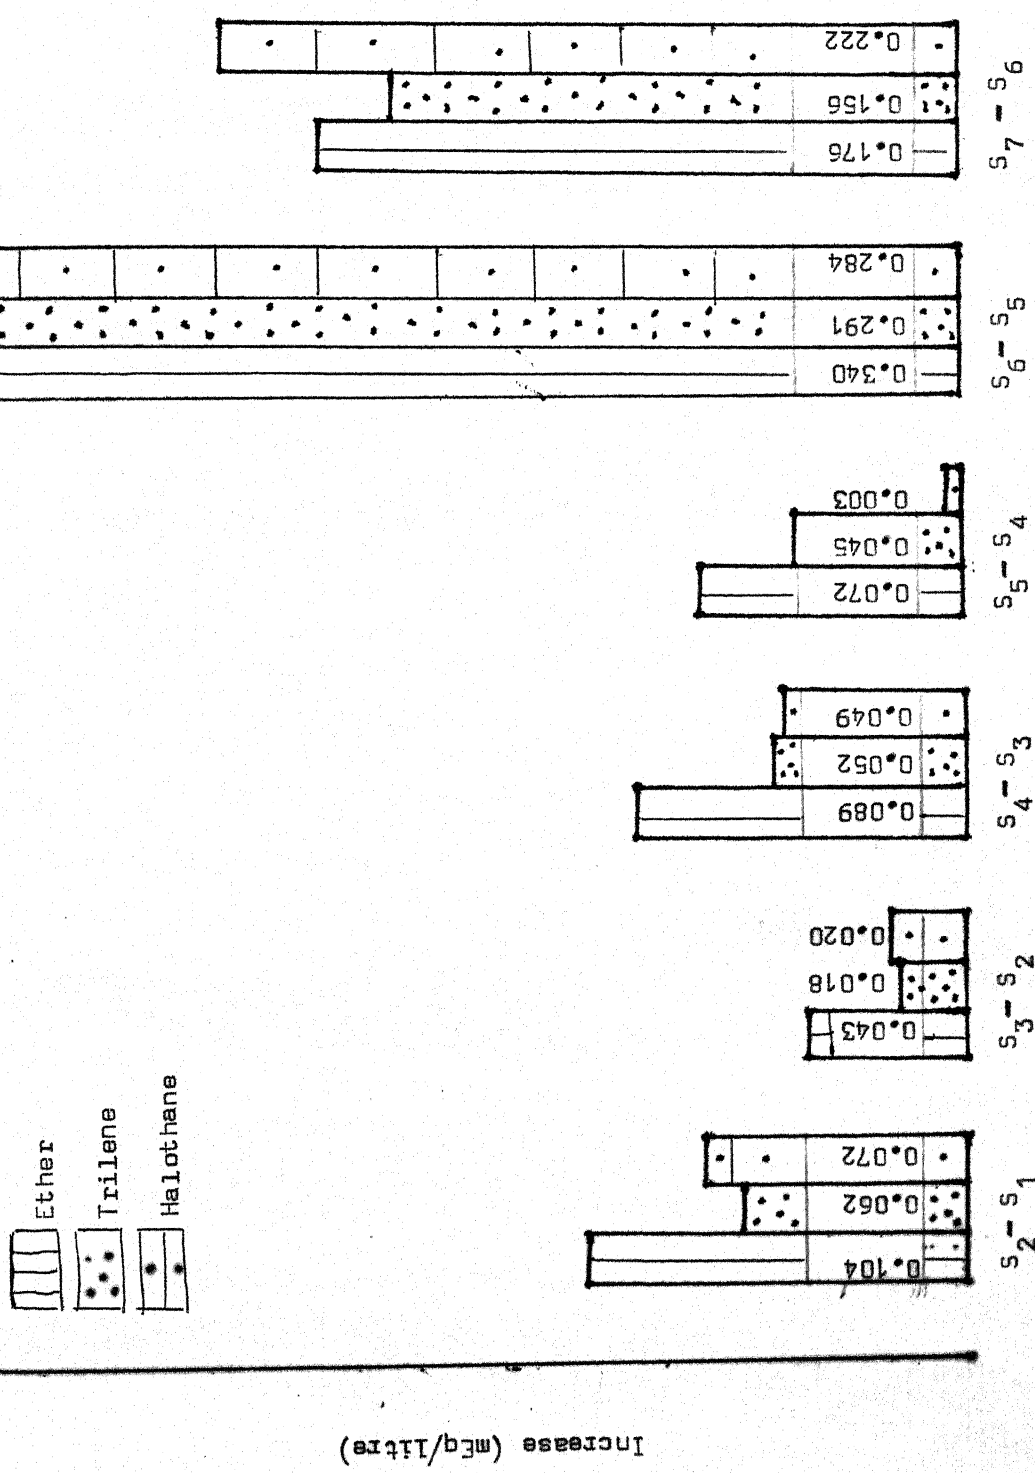 Ether
Trilene
Halothane
Increase (mEq/litre)
0.104
0.062
0.072
0.043
0.018
0.020
0.089
0.052
0.049
0.072
0.045
0.003
0.340
0.291
0.284
0.176
0.156
0.222
S2 - S1
S3 - S2
S4 - S3
S5 - S4
S6 - S5
S7 - S6